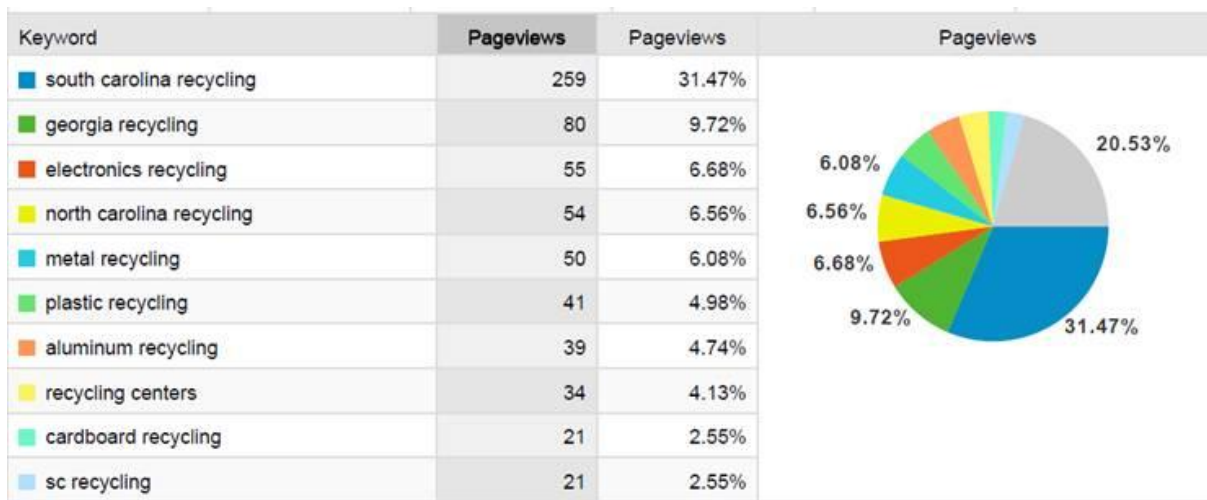 Keyword Pageviews Pageviews Pageviews
south carolina recycling 259 31.47%
georgia recycling 80 9.72%
electronics recycling 55 6.68%
north carolina recycling 54 6.56%
metal recycling 50 6.08%
plastic recycling 41 4.98%
aluminum recycling 39 4.74%
recycling centers 34 4.13%
cardboard recycling 21 2.55%
sc recycling 21 2.55%
20.53%
6.08%
6.56%
6.68%
9.72%
31.47%